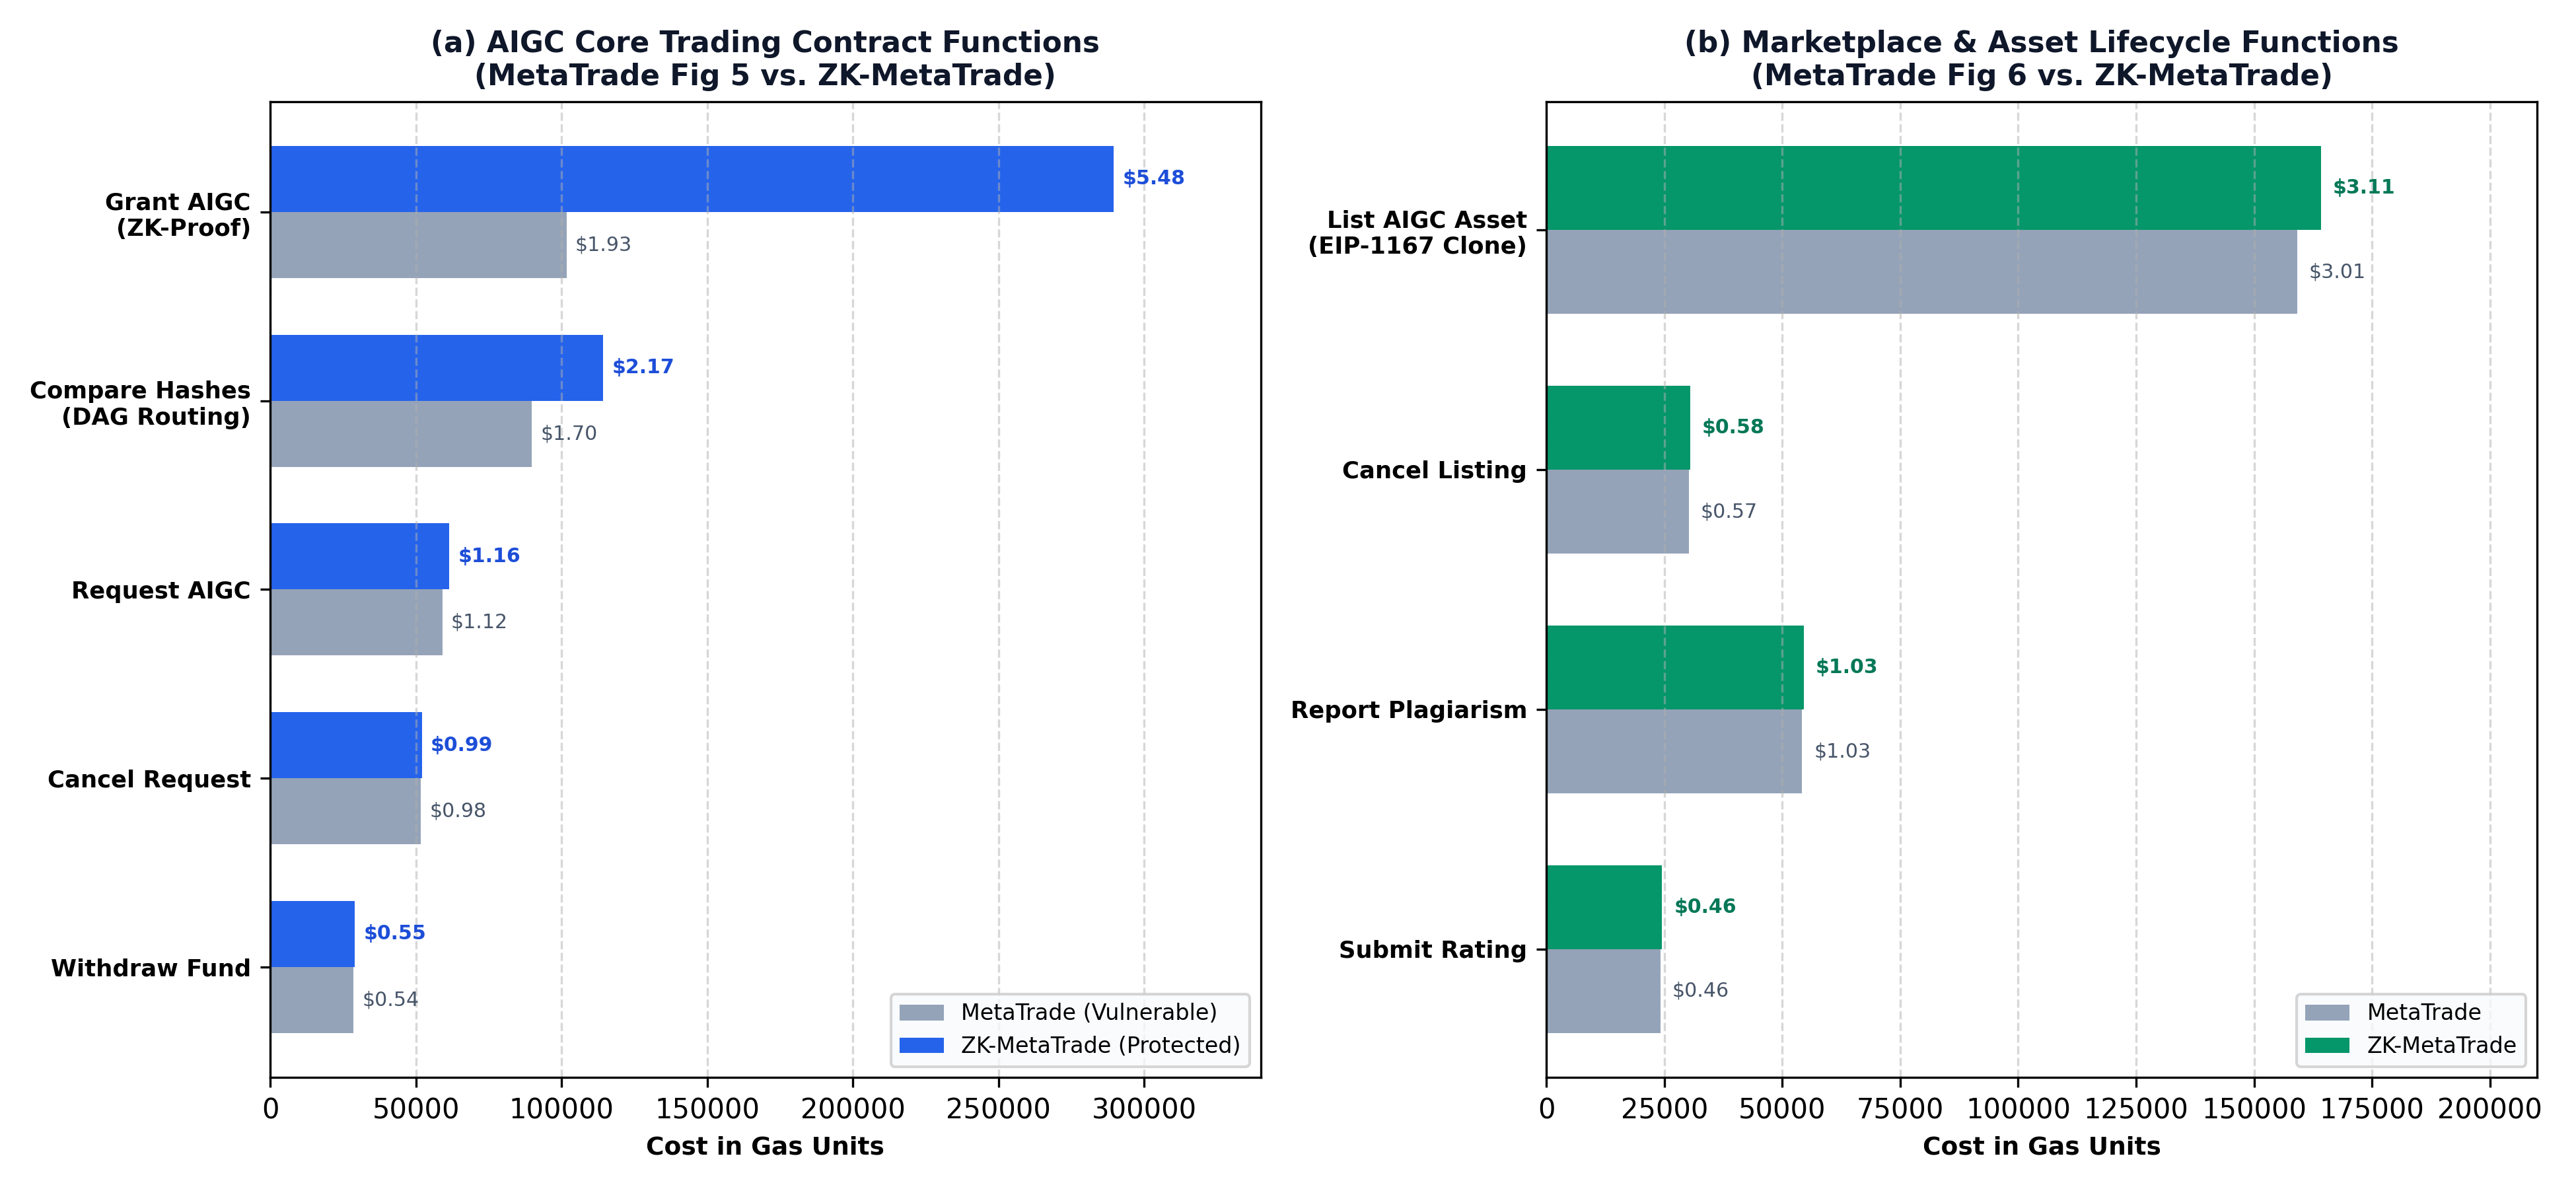 (a) AIGC Core Trading Contract Functions
(MetaTrade Fig 5 vs. ZK-MetaTrade)
Grant AIGC
(ZK-Proof)
$5.48
$1.93
Compare Hashes
(DAG Routing)
$2.17
$1.70
Request AIGC
$1.16
$1.12
Cancel Request
$0.99
$0.98
Withdraw Fund
$0.55
$0.54
MetaTrade (Vulnerable)
ZK-MetaTrade (Protected)
0 50000 100000 150000 200000 250000 300000
Cost in Gas Units
(b) Marketplace & Asset Lifecycle Functions
(MetaTrade Fig 6 vs. ZK-MetaTrade)
List AIGC Asset
(EIP-1167 Clone)
$3.11
$3.01
Cancel Listing
$0.58
$0.57
Report Plagiarism
$1.03
$1.03
Submit Rating
$0.46
$0.46
MetaTrade
ZK-MetaTrade
0 25000 50000 75000 100000 125000 150000 175000 200000
Cost in Gas Units